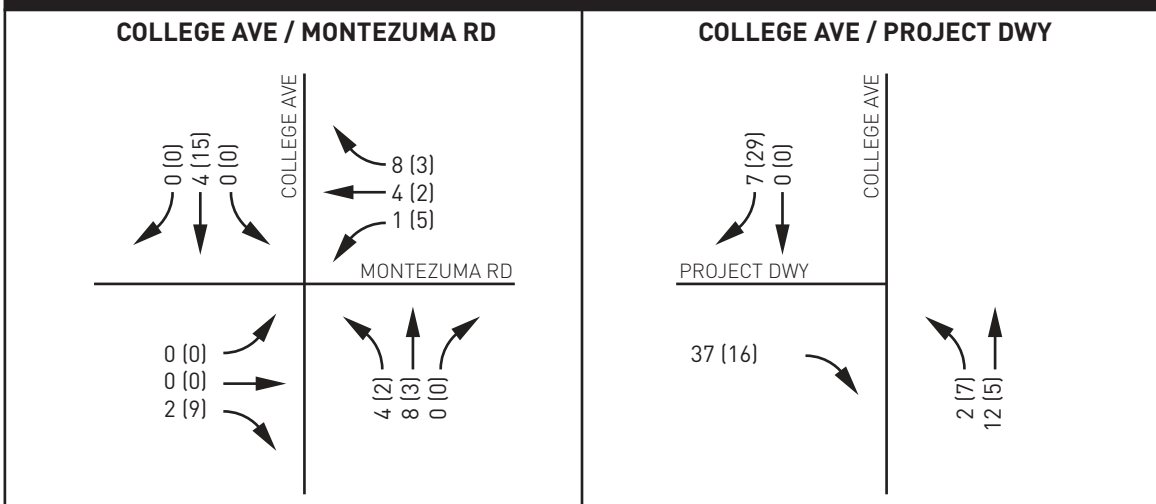 COLLEGE AVE / MONTEZUMA RD
COLLEGE AVE
0 (0)
4 (15)
0 (0)
8 (3)
4 (2)
1 (5)
MONTEZUMA RD
0 (0)
0 (0)
2 (9)
4 (2)
8 (3)
0 (0)
COLLEGE AVE / PROJECT DWY
COLLEGE AVE
7 (29)
0 (0)
PROJECT DWY
37 (16)
2 (7)
12 (5)